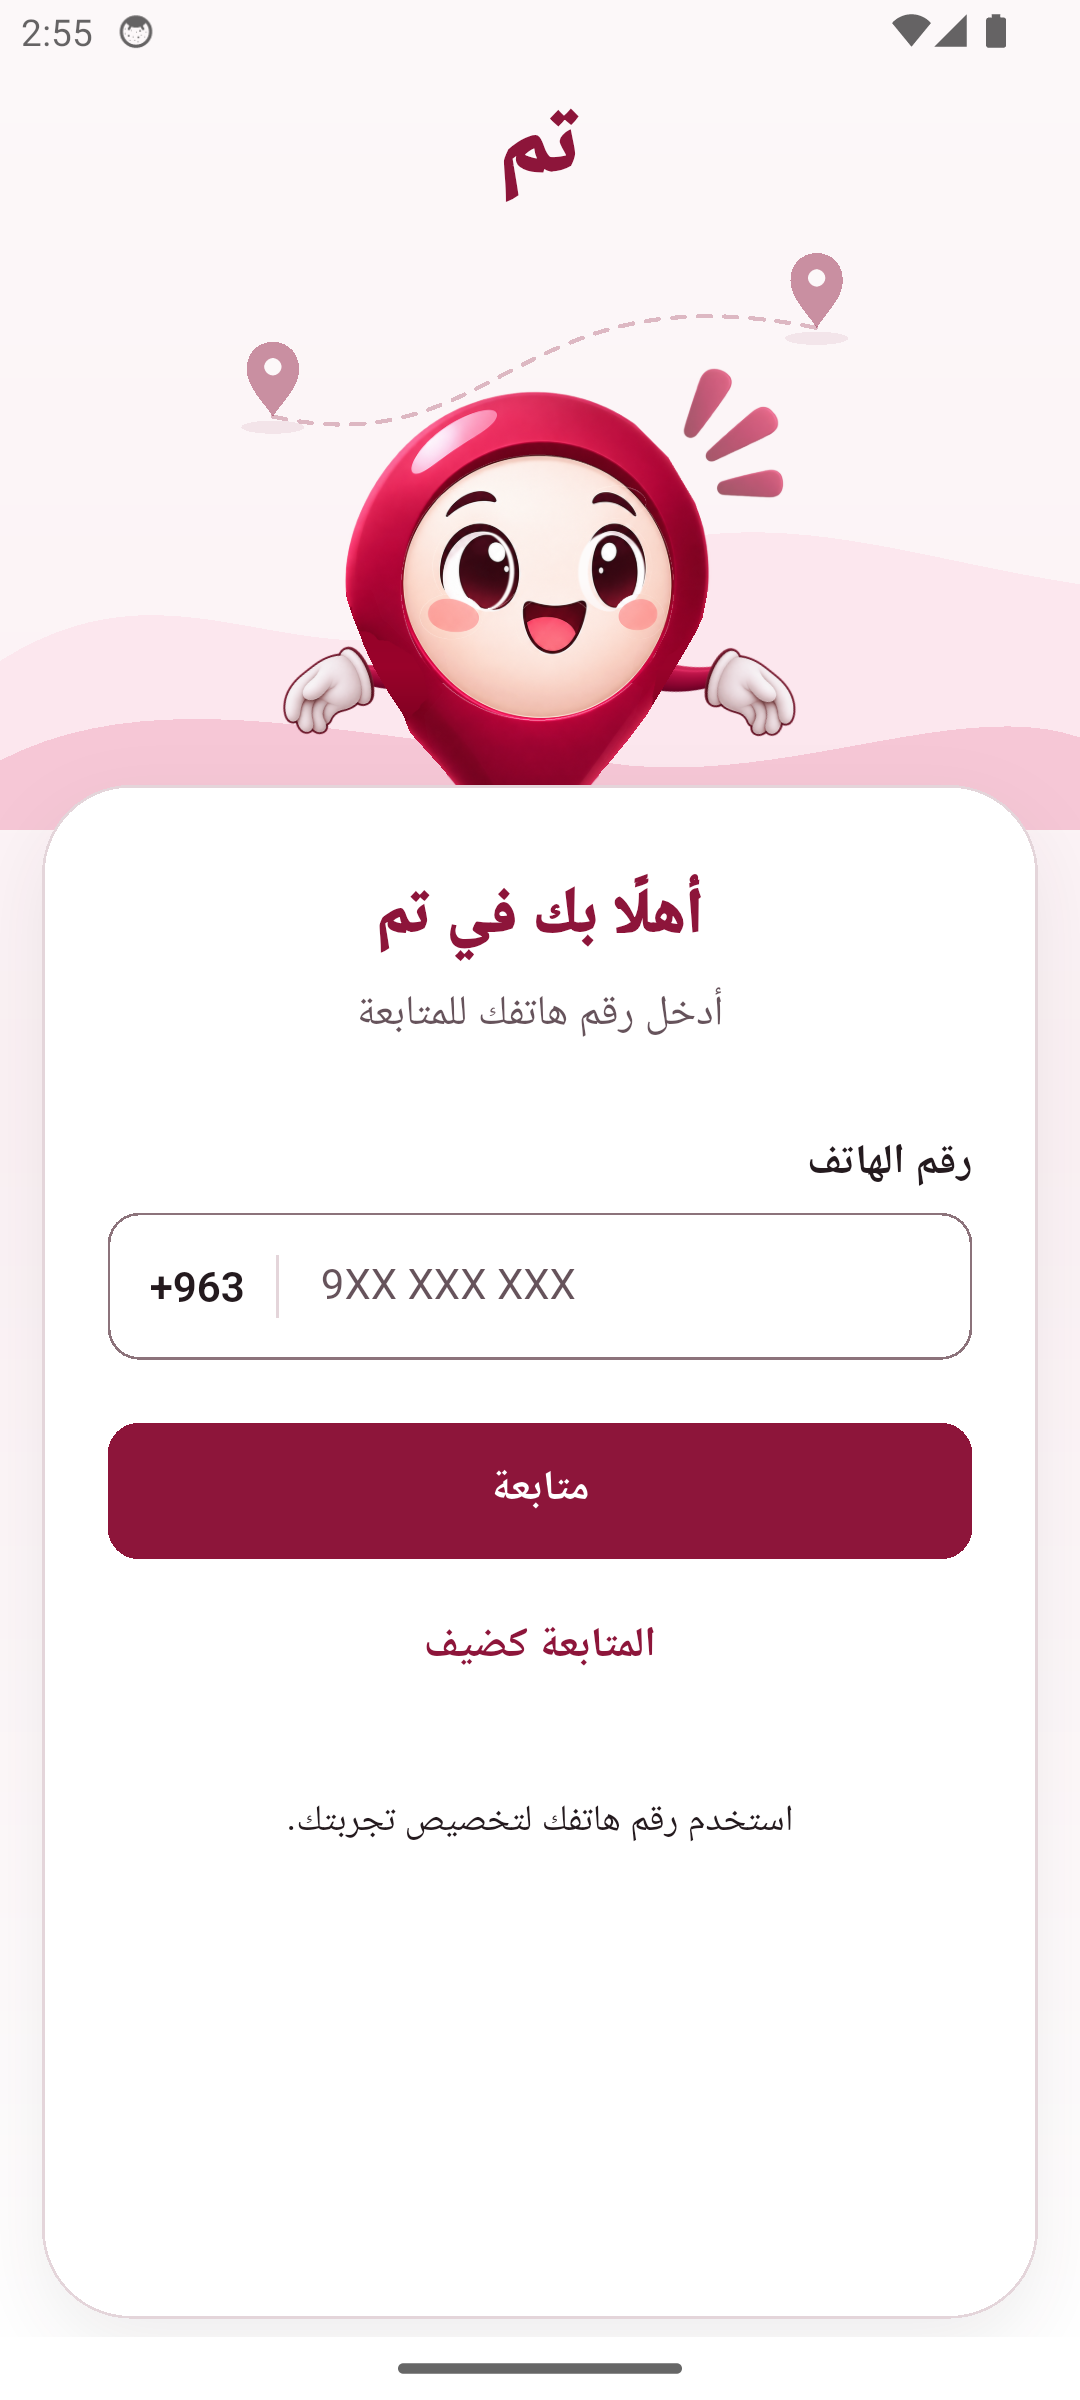 2:55
تم
أهلًا بك في تم
أدخل رقم هاتفك للمتابعة
رقم الهاتف
+963 9XX XXX XXX
متابعة
المتابعة كضيف
استخدم رقم هاتفك لتخصيص تجربتك.